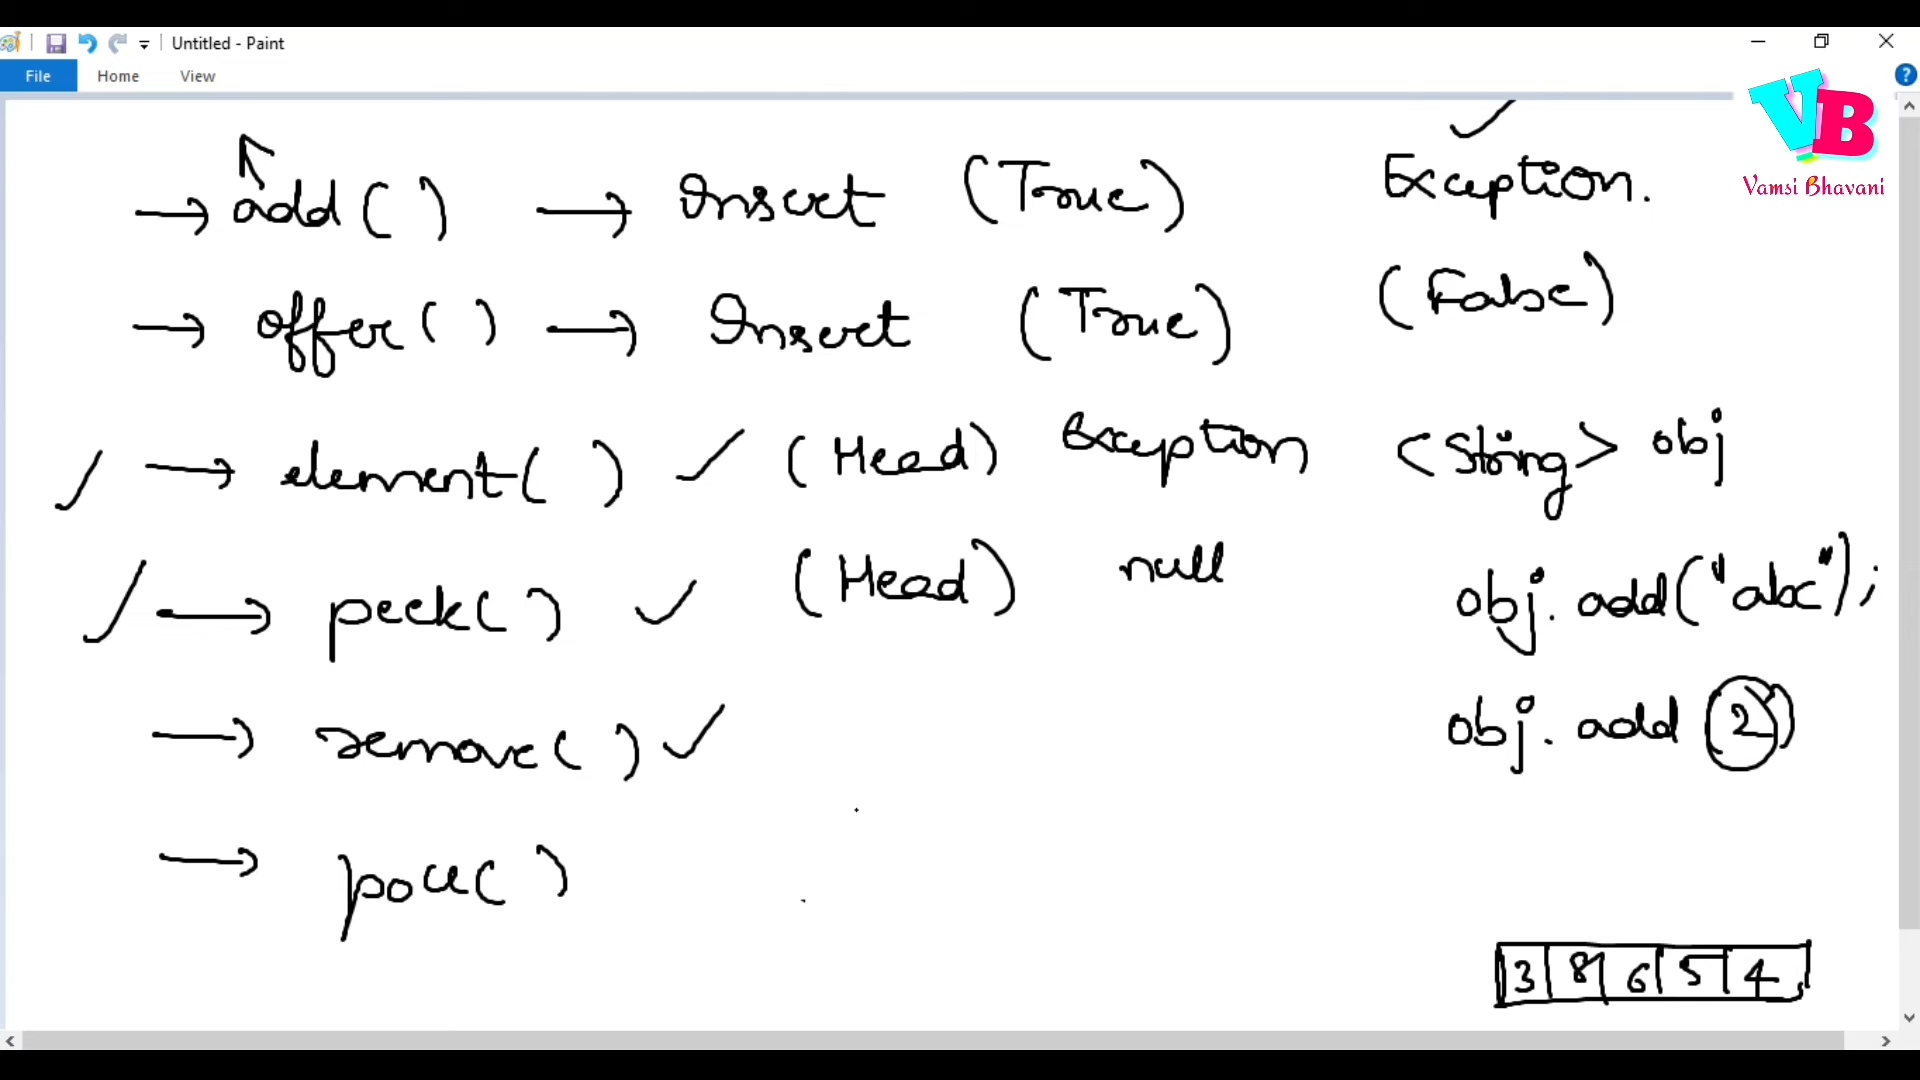 Untitled - Paint
File Home View
VB
Vamsi Bhavani
→ add( ) → Insert (True) Exception.
→ offer( ) → Insert (True) (False)
→ element( ) ✓ (Head) Exception <String> obj
→ peek( ) ✓ (Head) null obj. add("abc");
→ remove( ) ✓ obj. add (2)
→ poll( )
3 8 6 5 4